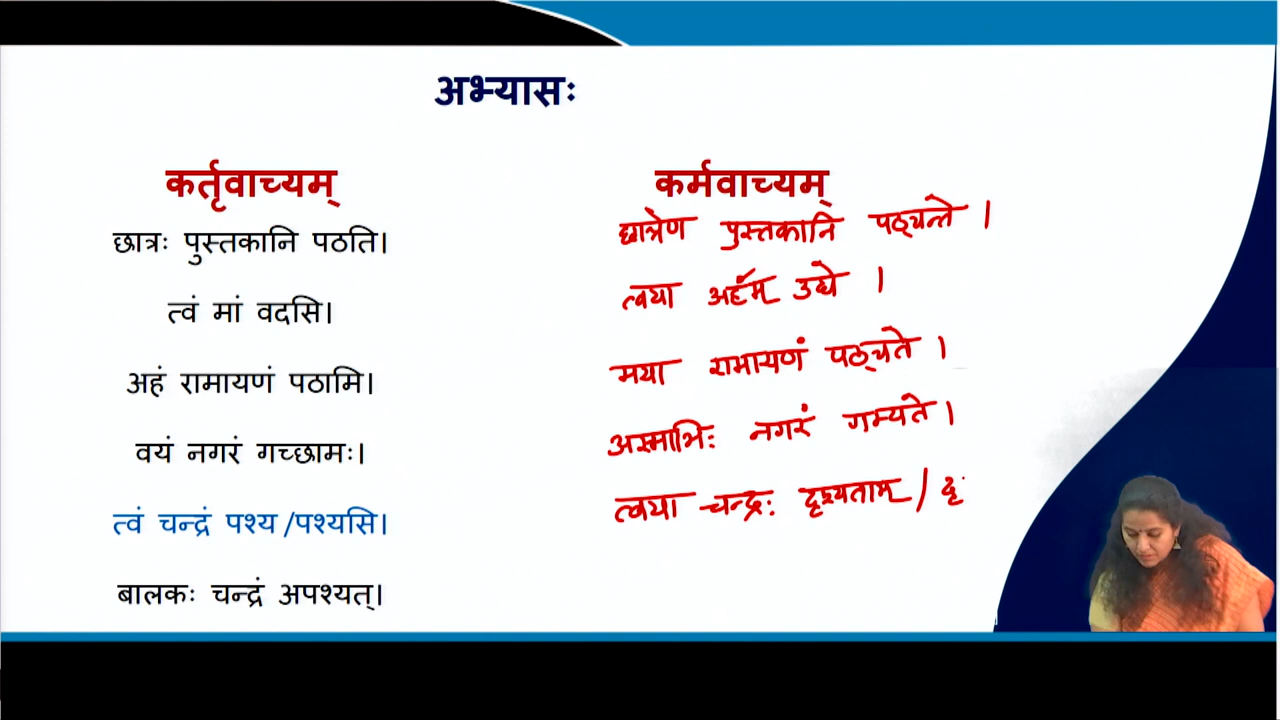 अभ्यासः
कर्तृवाच्यम् कर्मवाच्यम्
छात्रः पुस्तकानि पठति। छात्रेण पुस्तकानि पठ्यन्ते ।
त्वं मां वदसि। त्वया अहम् उद्ये ।
अहं रामायणं पठामि। मया रामायणं पठ्यते ।
वयं नगरं गच्छामः। अस्माभिः नगरं गम्यते ।
त्वं चन्द्रं पश्य /पश्यसि। त्वया चन्द्रः दृश्यताम् / दृ
बालकः चन्द्रं अपश्यत्।